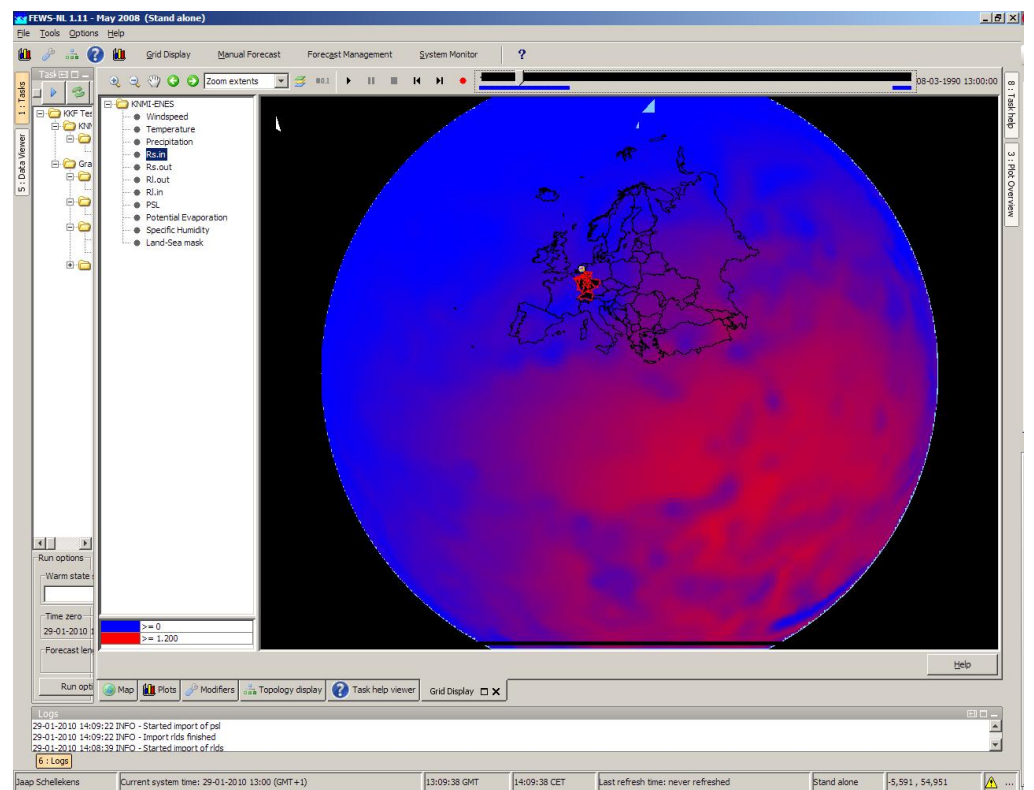 FEWS-NL 1.11 - May 2008 (Stand alone)
File Tools Options Help
Grid Display Manual Forecast Forecast Management System Monitor ?
Zoom extents
08-03-1990 13:00:00
1 : Tasks
5 : Data Viewer
8 : Task help
3 : Plot Overview
KKF Tes
KNM
Gra
KNMI-ENES
Windspeed
Temperature
Precipitation
Rs.in
Rs.out
Rl.out
Rl.in
PSL
Potential Evaporation
Specific Humidity
Land-Sea mask
Run options
Warm state s
Time zero
29-01-2010 1
Forecast len
Run opti
>= 0
>= 1.200
Help
Map Plots Modifiers Topology display Task help viewer Grid Display
Logs
29-01-2010 14:09:22 INFO - Started import of psl
29-01-2010 14:09:22 INFO - Import rlds finished
29-01-2010 14:08:39 INFO - Started import of rlds
6 : Logs
Jaap Schellekens Current system time: 29-01-2010 13:00 (GMT+1) 13:09:38 GMT 14:09:38 CET Last refresh time: never refreshed Stand alone -5,591 , 54,951 ...